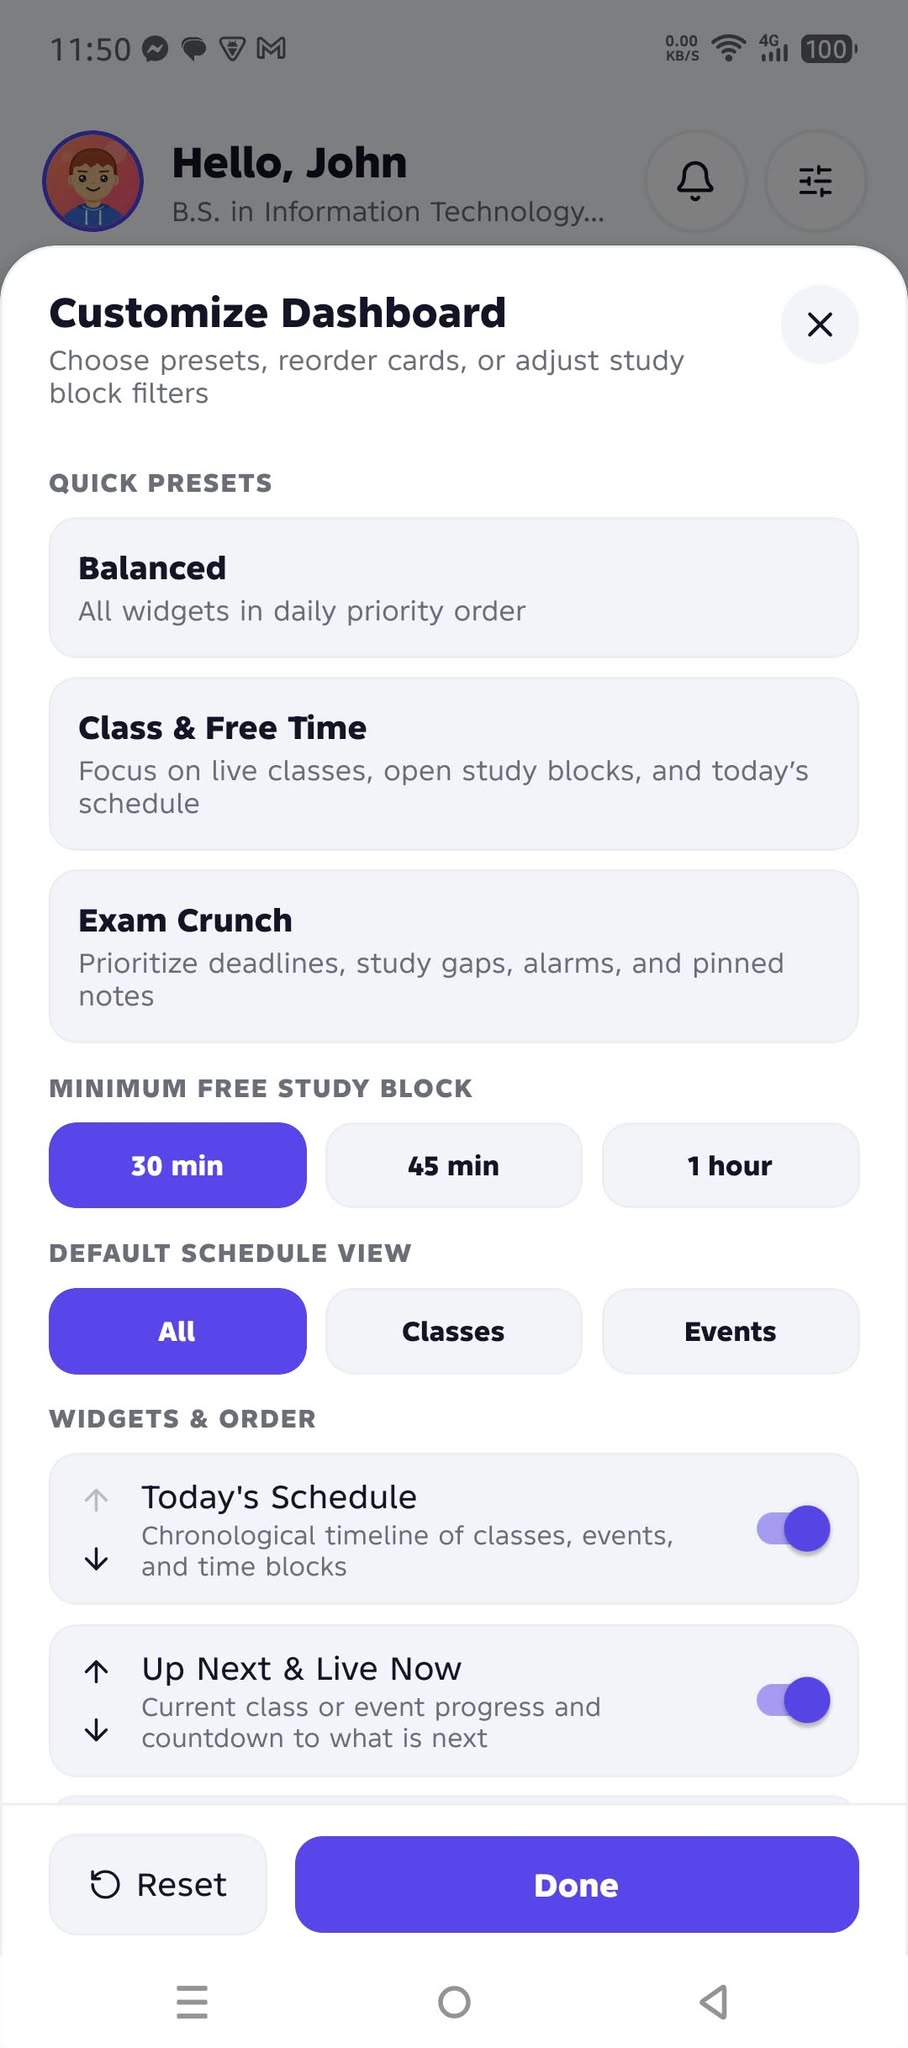 11:50
0.00
KB/S
4G
100
Hello, John
B.S. in Information Technology...
Customize Dashboard
Choose presets, reorder cards, or adjust study
block filters
QUICK PRESETS
Balanced
All widgets in daily priority order
Class & Free Time
Focus on live classes, open study blocks, and today’s
schedule
Exam Crunch
Prioritize deadlines, study gaps, alarms, and pinned
notes
MINIMUM FREE STUDY BLOCK
30 min
45 min
1 hour
DEFAULT SCHEDULE VIEW
All
Classes
Events
WIDGETS & ORDER
Today's Schedule
Chronological timeline of classes, events,
and time blocks
Up Next & Live Now
Current class or event progress and
countdown to what is next
Reset
Done